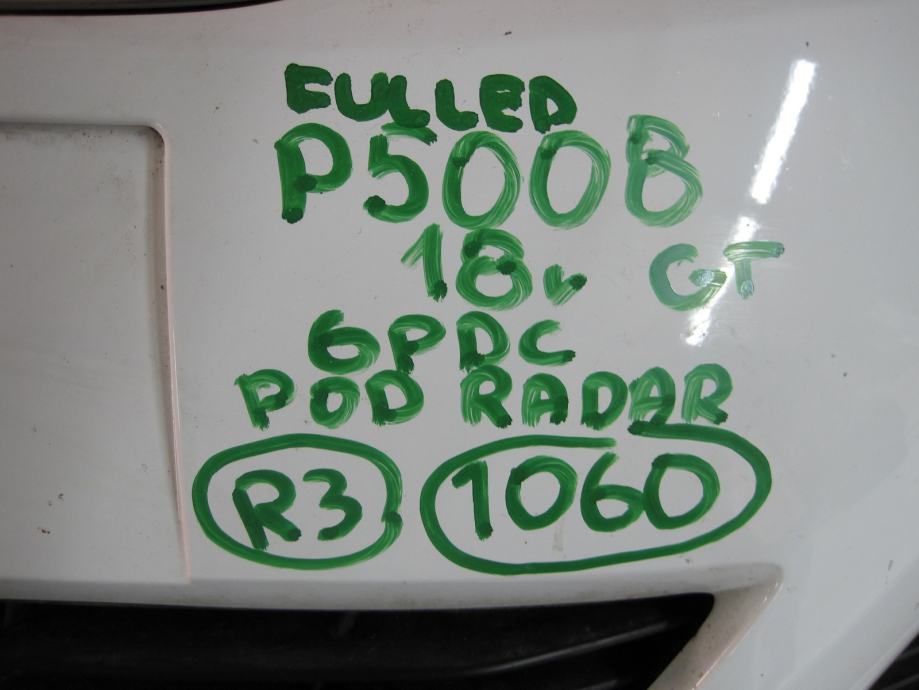 FULLED
P5008
18v GT
6PDC
POD RADAR
R3 1060